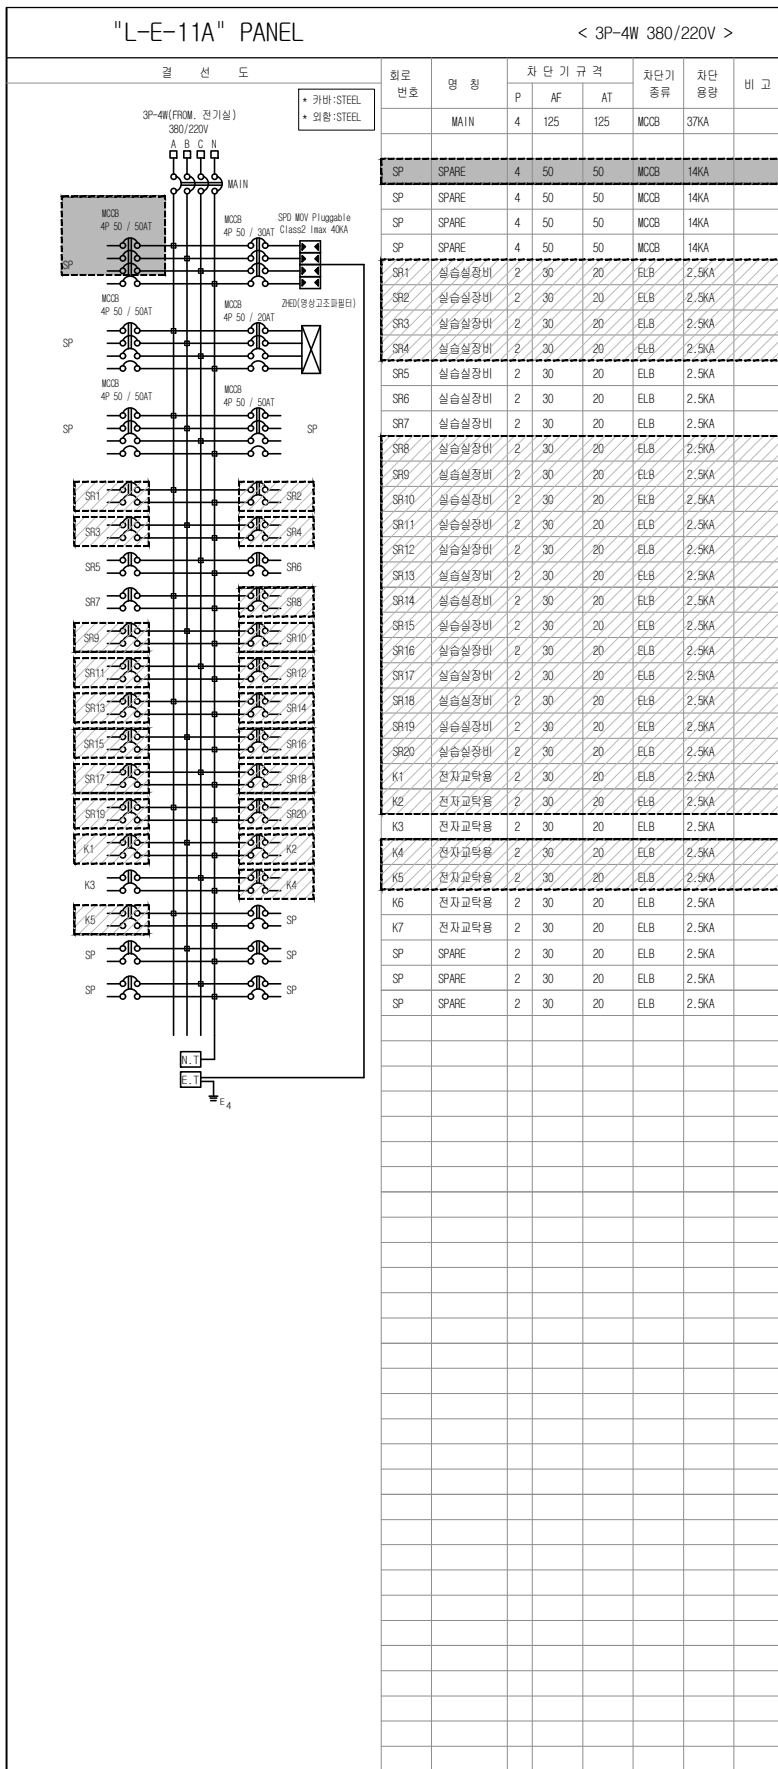 "L-E-11A" PANEL
< 3P-4W 380/220V >
결 선 도
회로 번호 명 칭 차 단 기 규 격 P AF AT 차단기 종류 차단 용량 비 고
* 카바:STEEL
* 외함:STEEL
3P-4W(FROM. 전기실)
380/220V
A B C N
MAIN
MCCB
4P 50 / 50AT
SP
MCCB
4P 50 / 30AT
SPD MOV Pluggable
Class2 Imax 40KA
MCCB
4P 50 / 50AT
SP
MCCB
4P 50 / 20AT
ZHED(영상고조파필터)
MCCB
4P 50 / 50AT
SP
MCCB
4P 50 / 50AT
SP
SR1 SR2
SR3 SR4
SR5 SR6
SR7 SR8
SR9 SR10
SR11 SR12
SR13 SR14
SR15 SR16
SR17 SR18
SR19 SR20
K1 K2
K3 K4
K5 SP
SP SP
SP SP
N.T
E.T
E4
MAIN 4 125 125 MCCB 37KA
SP SPARE 4 50 50 MCCB 14KA
SP SPARE 4 50 50 MCCB 14KA
SP SPARE 4 50 50 MCCB 14KA
SP SPARE 4 50 50 MCCB 14KA
SR1 실습실장비 2 30 20 ELB 2.5KA
SR2 실습실장비 2 30 20 ELB 2.5KA
SR3 실습실장비 2 30 20 ELB 2.5KA
SR4 실습실장비 2 30 20 ELB 2.5KA
SR5 실습실장비 2 30 20 ELB 2.5KA
SR6 실습실장비 2 30 20 ELB 2.5KA
SR7 실습실장비 2 30 20 ELB 2.5KA
SR8 실습실장비 2 30 20 ELB 2.5KA
SR9 실습실장비 2 30 20 ELB 2.5KA
SR10 실습실장비 2 30 20 ELB 2.5KA
SR11 실습실장비 2 30 20 ELB 2.5KA
SR12 실습실장비 2 30 20 ELB 2.5KA
SR13 실습실장비 2 30 20 ELB 2.5KA
SR14 실습실장비 2 30 20 ELB 2.5KA
SR15 실습실장비 2 30 20 ELB 2.5KA
SR16 실습실장비 2 30 20 ELB 2.5KA
SR17 실습실장비 2 30 20 ELB 2.5KA
SR18 실습실장비 2 30 20 ELB 2.5KA
SR19 실습실장비 2 30 20 ELB 2.5KA
SR20 실습실장비 2 30 20 ELB 2.5KA
K1 전자교탁용 2 30 20 ELB 2.5KA
K2 전자교탁용 2 30 20 ELB 2.5KA
K3 전자교탁용 2 30 20 ELB 2.5KA
K4 전자교탁용 2 30 20 ELB 2.5KA
K5 전자교탁용 2 30 20 ELB 2.5KA
K6 전자교탁용 2 30 20 ELB 2.5KA
K7 전자교탁용 2 30 20 ELB 2.5KA
SP SPARE 2 30 20 ELB 2.5KA
SP SPARE 2 30 20 ELB 2.5KA
SP SPARE 2 30 20 ELB 2.5KA